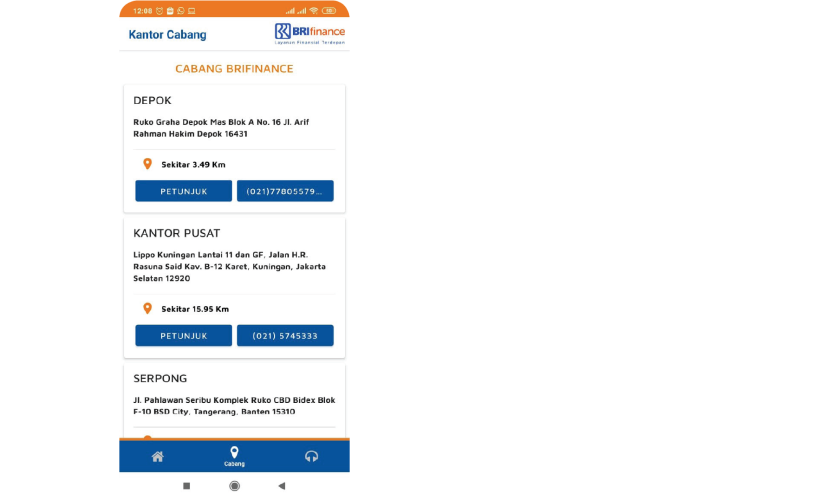 12:08
Kantor Cabang
BRIfinance
Layanan Finansial Terdepan
CABANG BRIFINANCE
DEPOK
Ruko Graha Depok Mas Blok A No. 16 Jl. Arif
Rahman Hakim Depok 16431
Sekitar 3.49 Km
PETUNJUK
(021)77805579...
KANTOR PUSAT
Lippo Kuningan Lantai 11 dan GF, Jalan H.R.
Rasuna Said Kav. B-12 Karet, Kuningan, Jakarta
Selatan 12920
Sekitar 15.95 Km
PETUNJUK
(021) 5745333
SERPONG
Jl. Pahlawan Seribu Komplek Ruko CBD Bidex Blok
F-10 BSD City, Tangerang, Banten 15310
Cabang